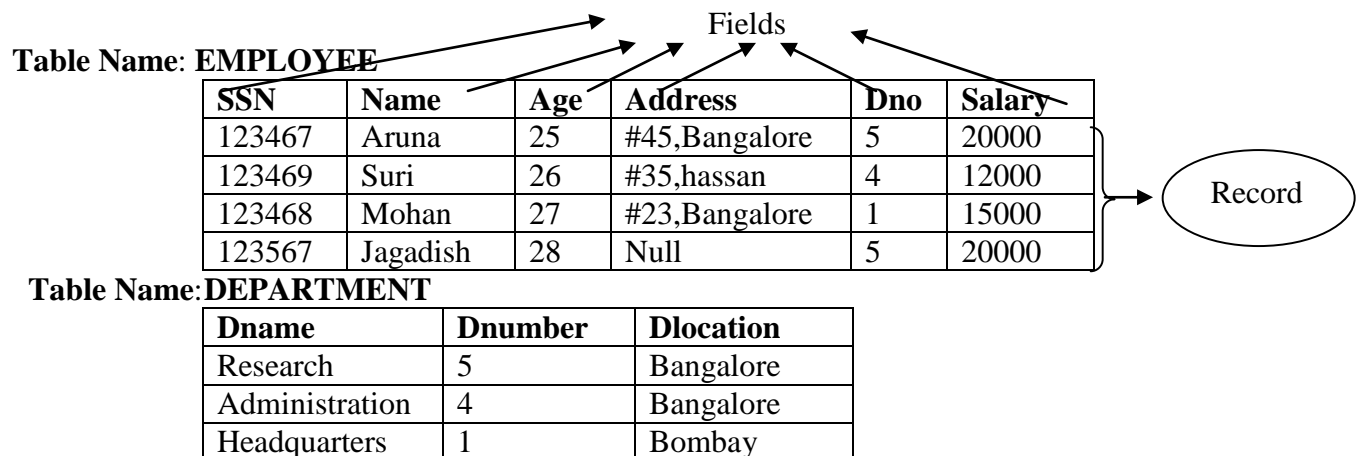 Fields
Table Name: EMPLOYEE
SSN Name Age Address Dno Salary
123467 Aruna 25 #45,Bangalore 5 20000
123469 Suri 26 #35,hassan 4 12000
123468 Mohan 27 #23,Bangalore 1 15000
123567 Jagadish 28 Null 5 20000
Record
Table Name:DEPARTMENT
Dname Dnumber Dlocation
Research 5 Bangalore
Administration 4 Bangalore
Headquarters 1 Bombay